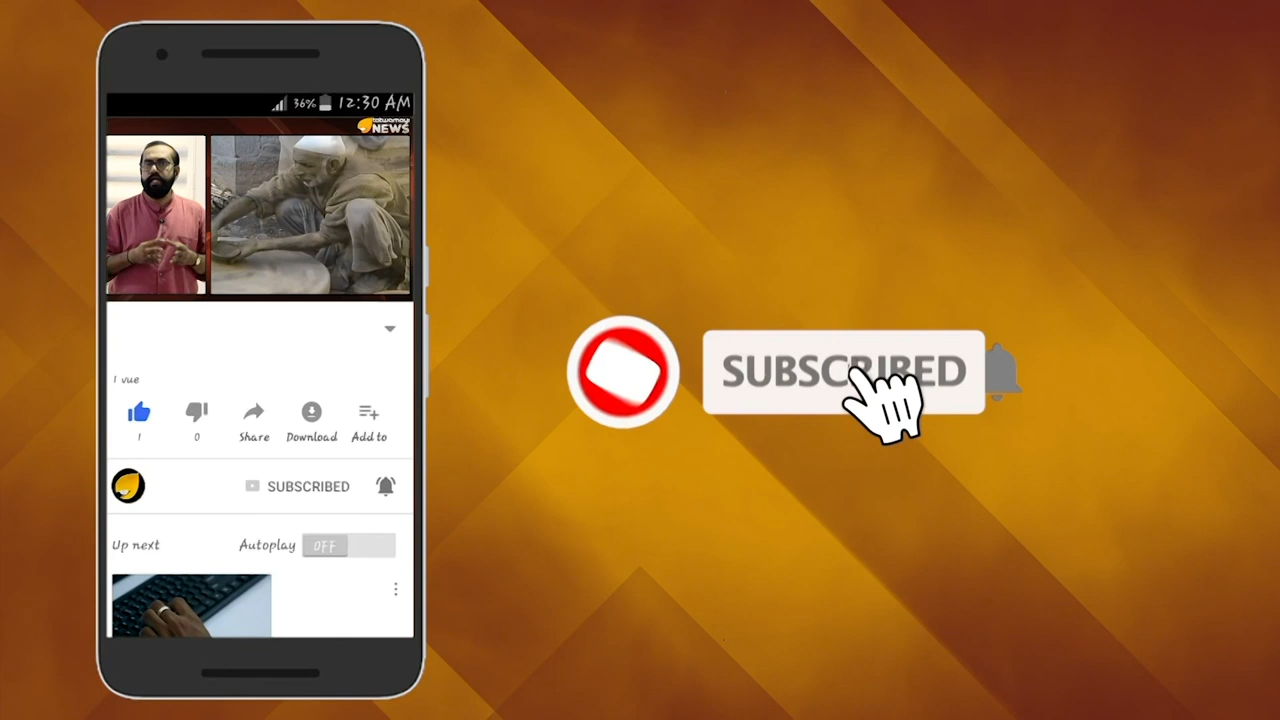 36% 12:30 AM
tatwamayi
NEWS
1 vue
1
0
Share
Download
Add to
SUBSCRIBED
Up next
Autoplay
OFF
SUBSCRIBED